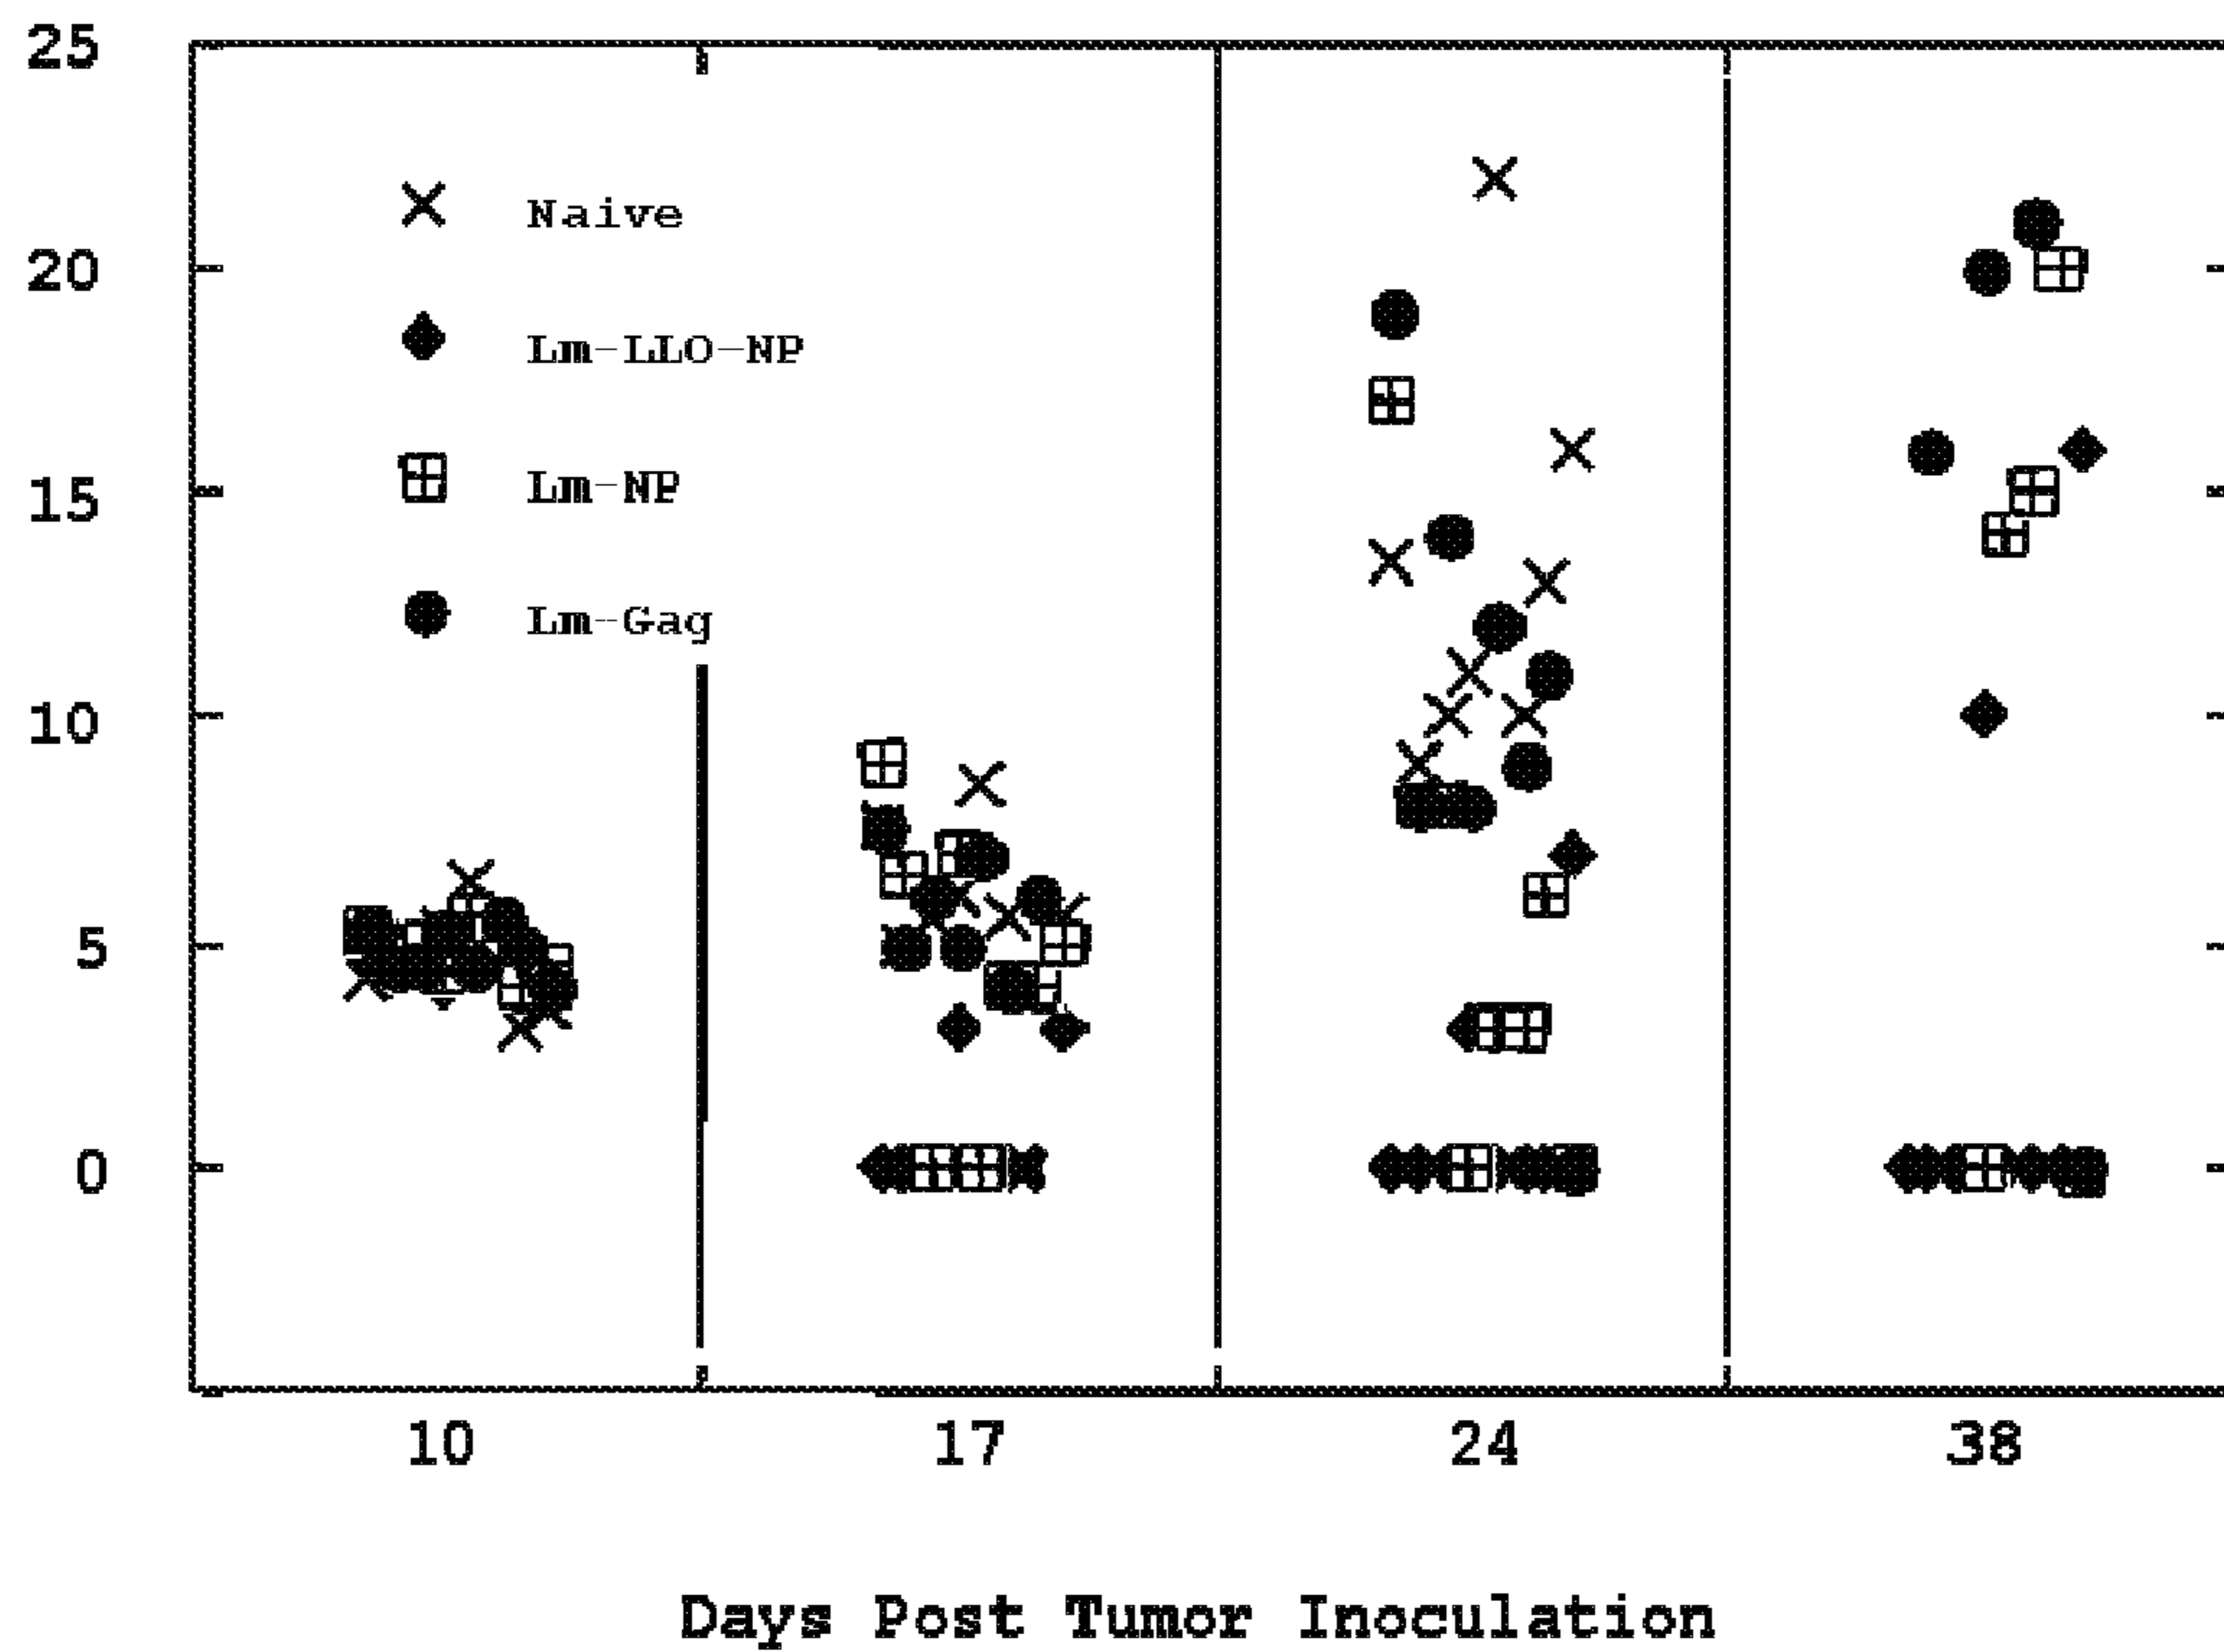 25
20
15
10
5
0
Naive
Lm-LLO-NP
Lm-NP
Lm-Gag
10 17 24 38
Days Post Tumor Inoculation